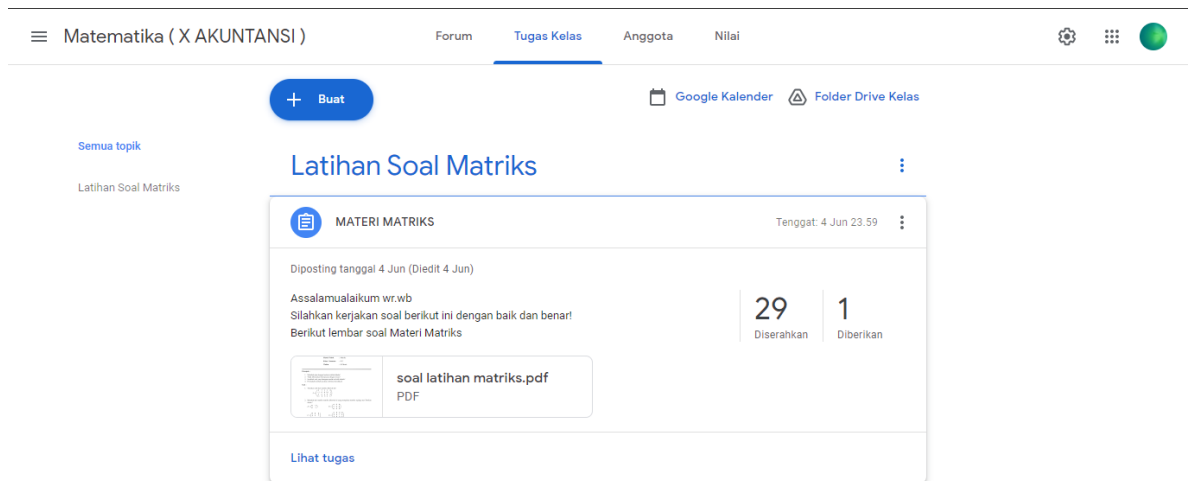 Matematika ( X AKUNTANSI )
Forum
Tugas Kelas
Anggota
Nilai
Buat
Google Kalender
Folder Drive Kelas
Semua topik
Latihan Soal Matriks
Latihan Soal Matriks
MATERI MATRIKS
Tenggat: 4 Jun 23.59
Diposting tanggal 4 Jun (Diedit 4 Jun)
Assalamualaikum wr.wb
Silahkan kerjakan soal berikut ini dengan baik dan benar!
Berikut lembar soal Materi Matriks
29
Diserahkan
1
Diberikan
soal latihan matriks.pdf
PDF
Lihat tugas